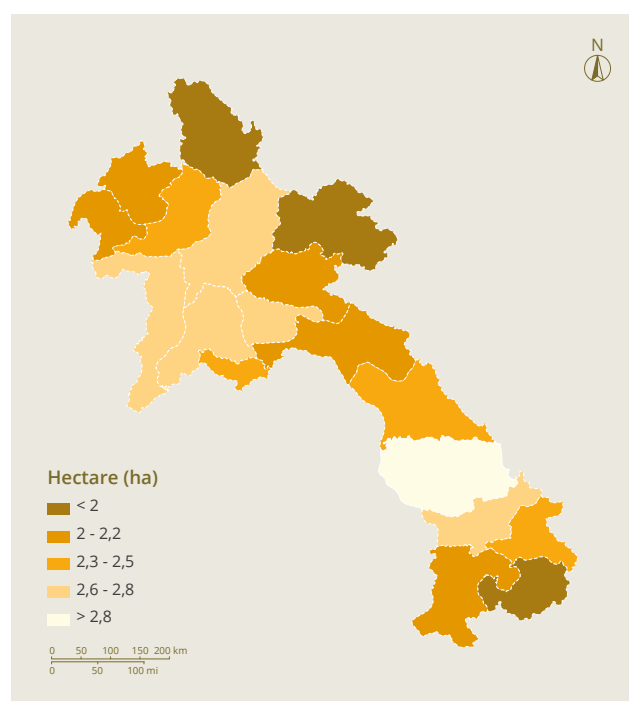 N
Hectare (ha)
< 2
2 - 2,2
2,3 - 2,5
2,6 - 2,8
> 2,8
0 50 100 150 200 km
0 50 100 mi